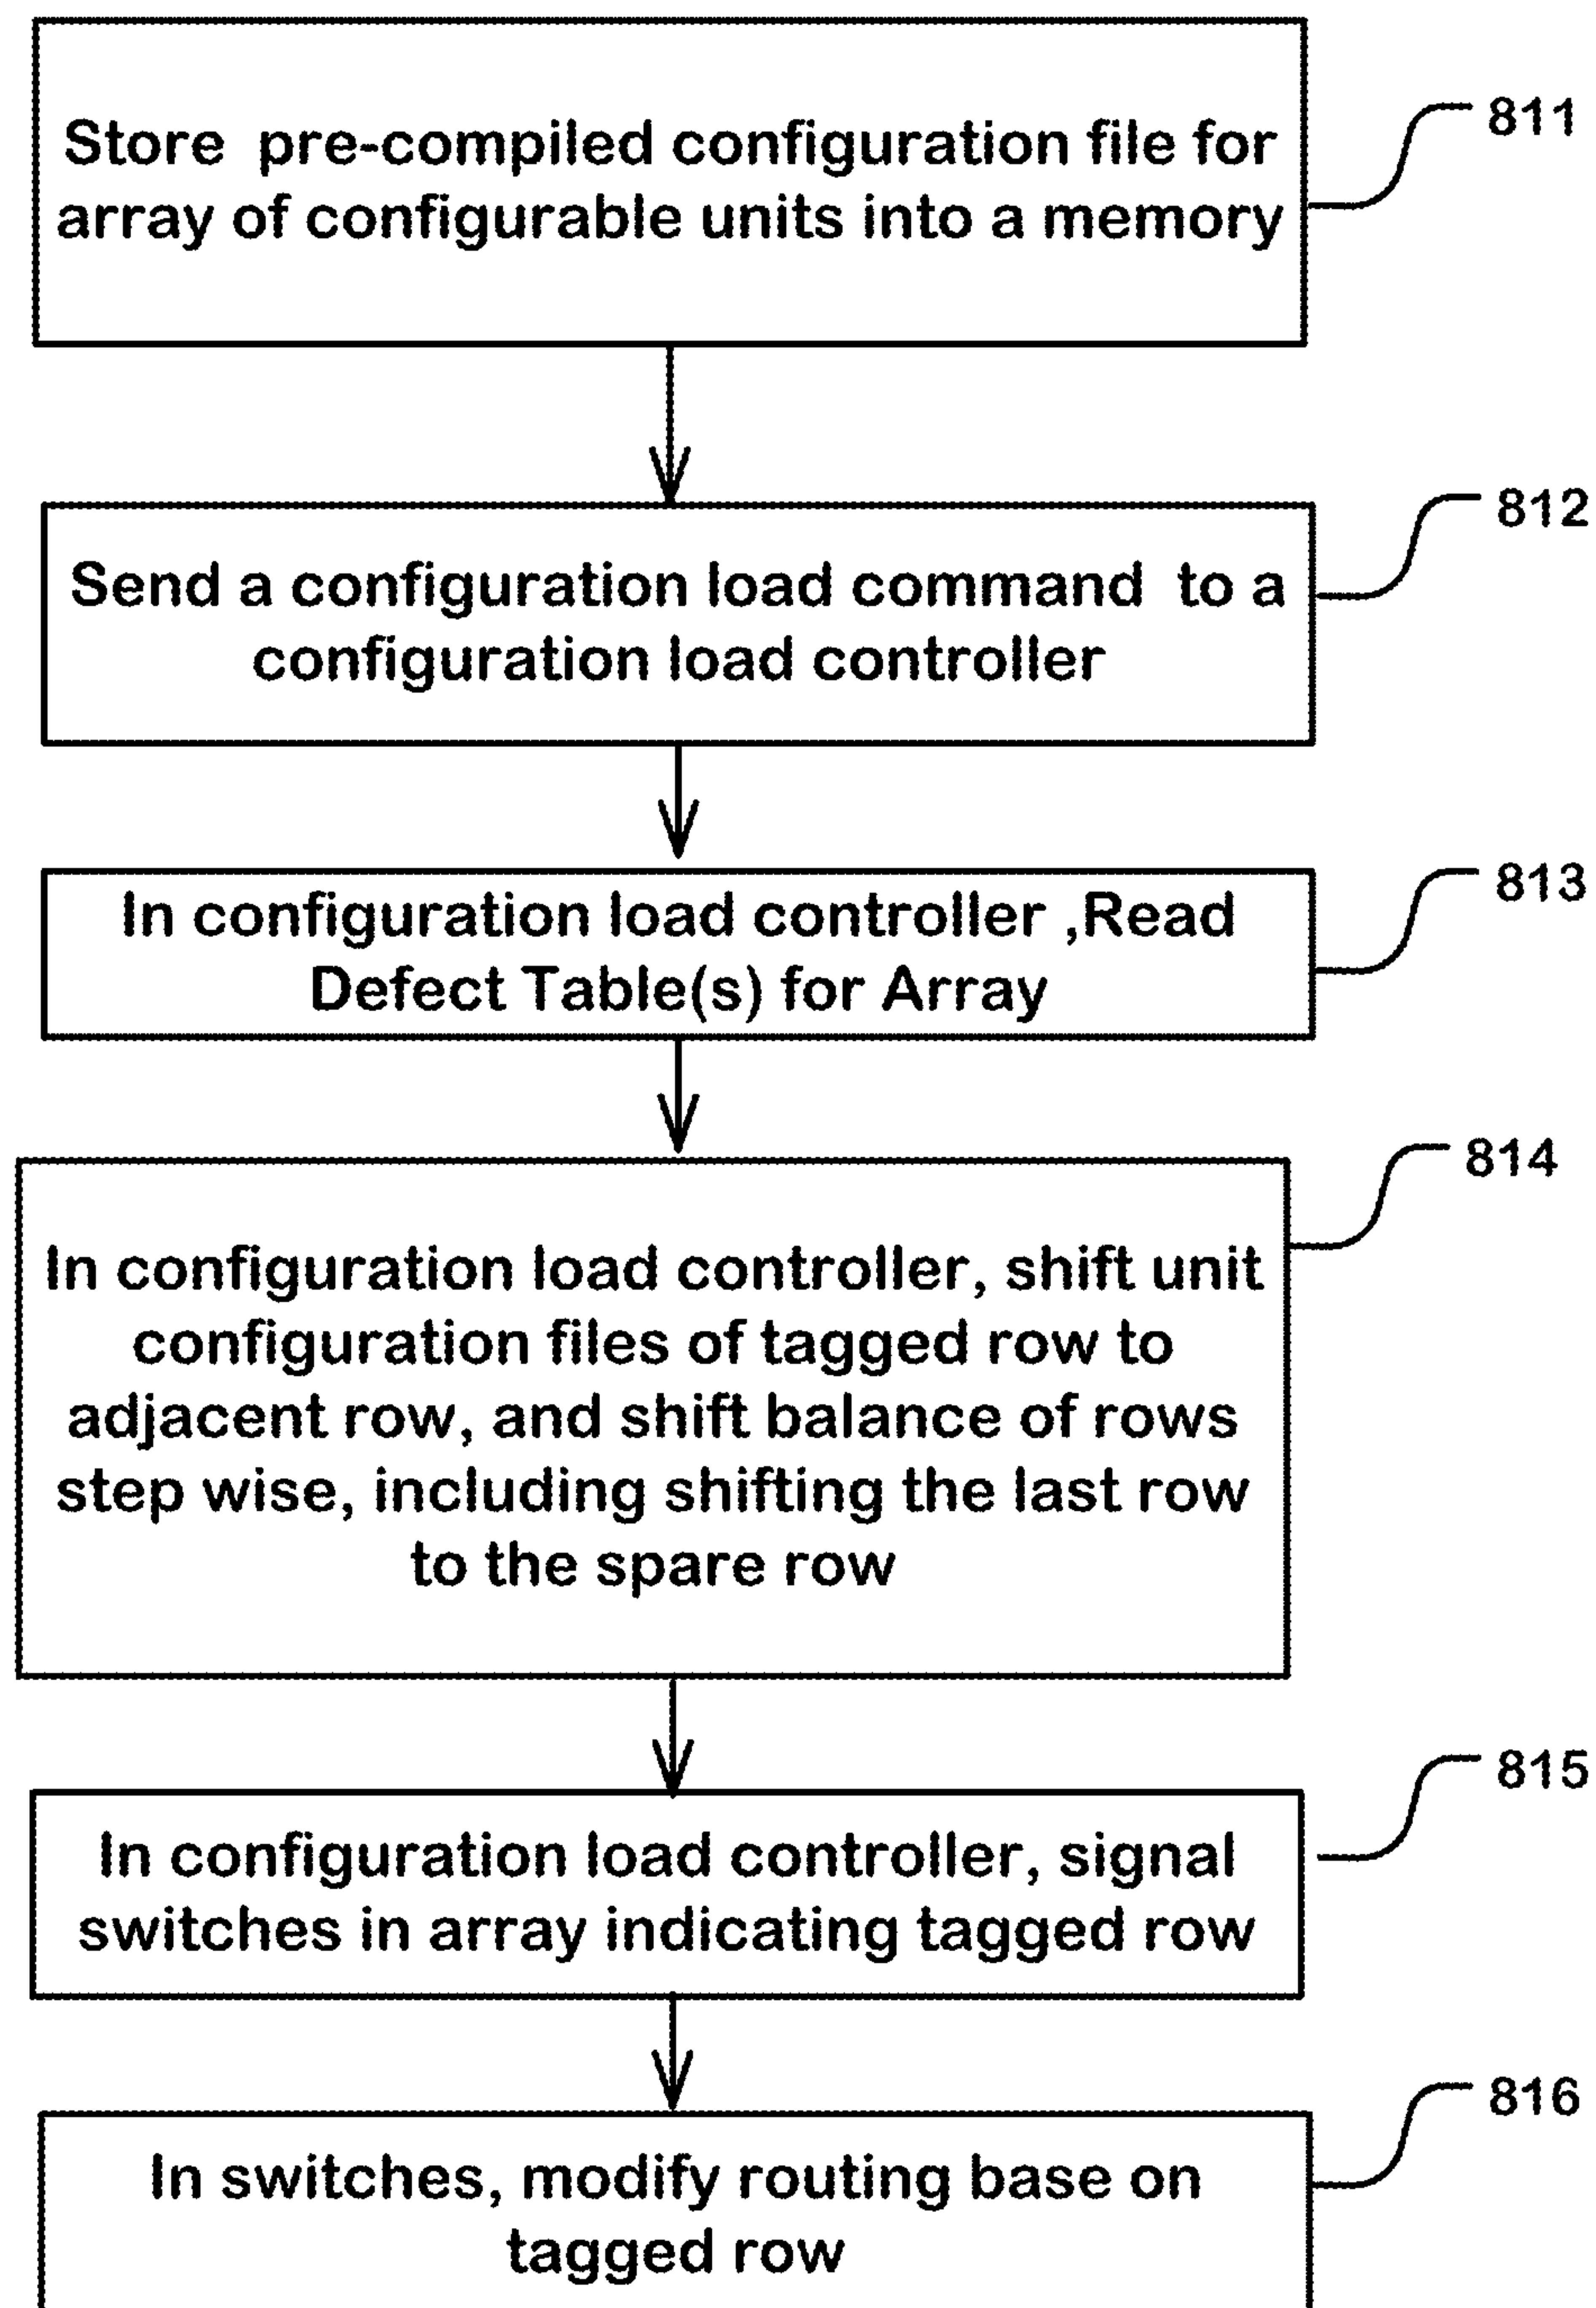 Store pre-compiled configuration file for
array of configurable units into a memory
811
Send a configuration load command to a
configuration load controller
812
In configuration load controller ,Read
Defect Table(s) for Array
813
In configuration load controller, shift unit
configuration files of tagged row to
adjacent row, and shift balance of rows
step wise, including shifting the last row
to the spare row
814
In configuration load controller, signal
switches in array indicating tagged row
815
In switches, modify routing base on
tagged row
816